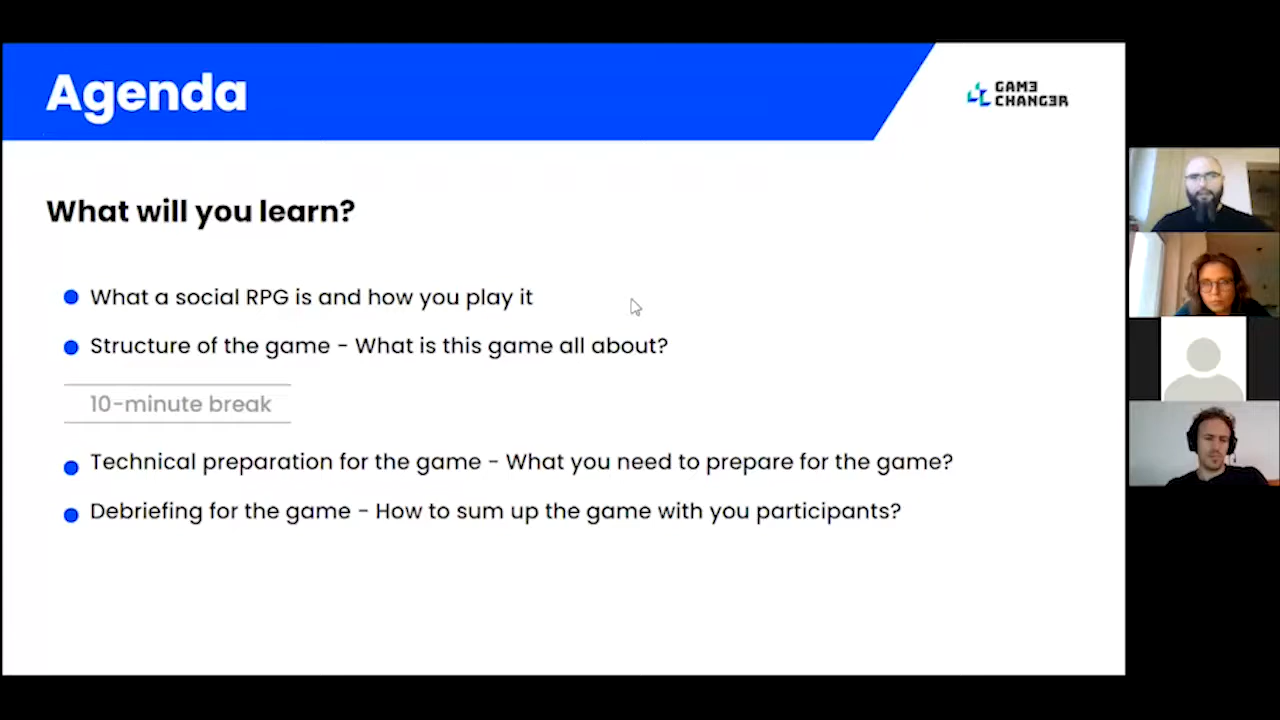 Agenda
GAMƎ
CHANGƎR
What will you learn?
What a social RPG is and how you play it
Structure of the game - What is this game all about?
10-minute break
Technical preparation for the game - What you need to prepare for the game?
Debriefing for the game - How to sum up the game with you participants?